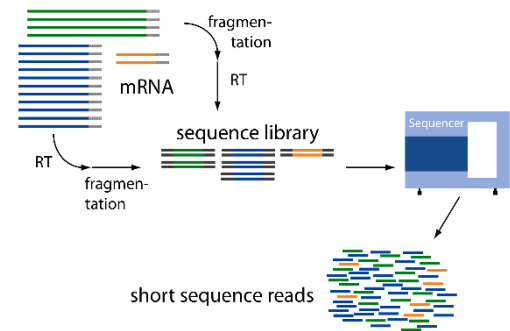 fragmen-
tation
RT
mRNA
sequence library
RT
fragmen-
tation
Sequencer
short sequence reads